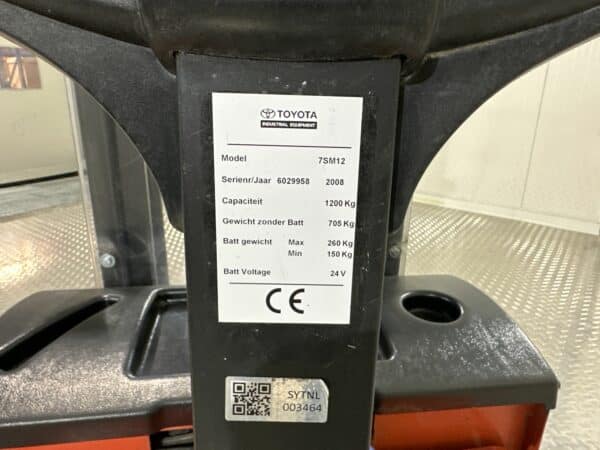 TOYOTA
INDUSTRIAL EQUIPMENT
Model 7SM12
Serienr/Jaar 6029958 2008
Capaciteit 1200 Kg
Gewicht zonder Batt 705 Kg
Batt gewicht Max 260 Kg
Min 150 Kg
Batt Voltage 24 V
CE
SYTNL
003464